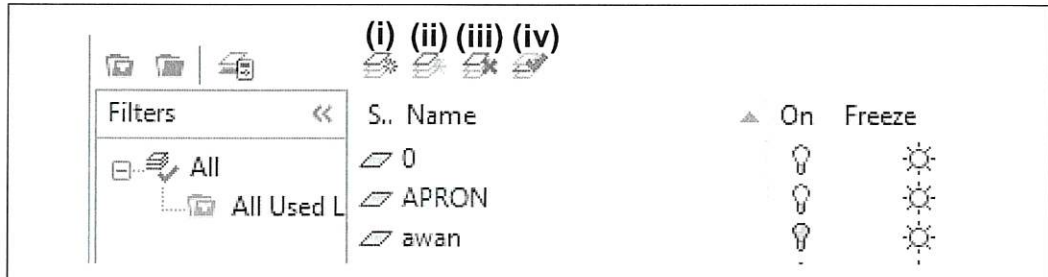 (i) (ii) (iii) (iv)
Filters << S.. Name On Freeze
All 0
All Used L APRON
awan